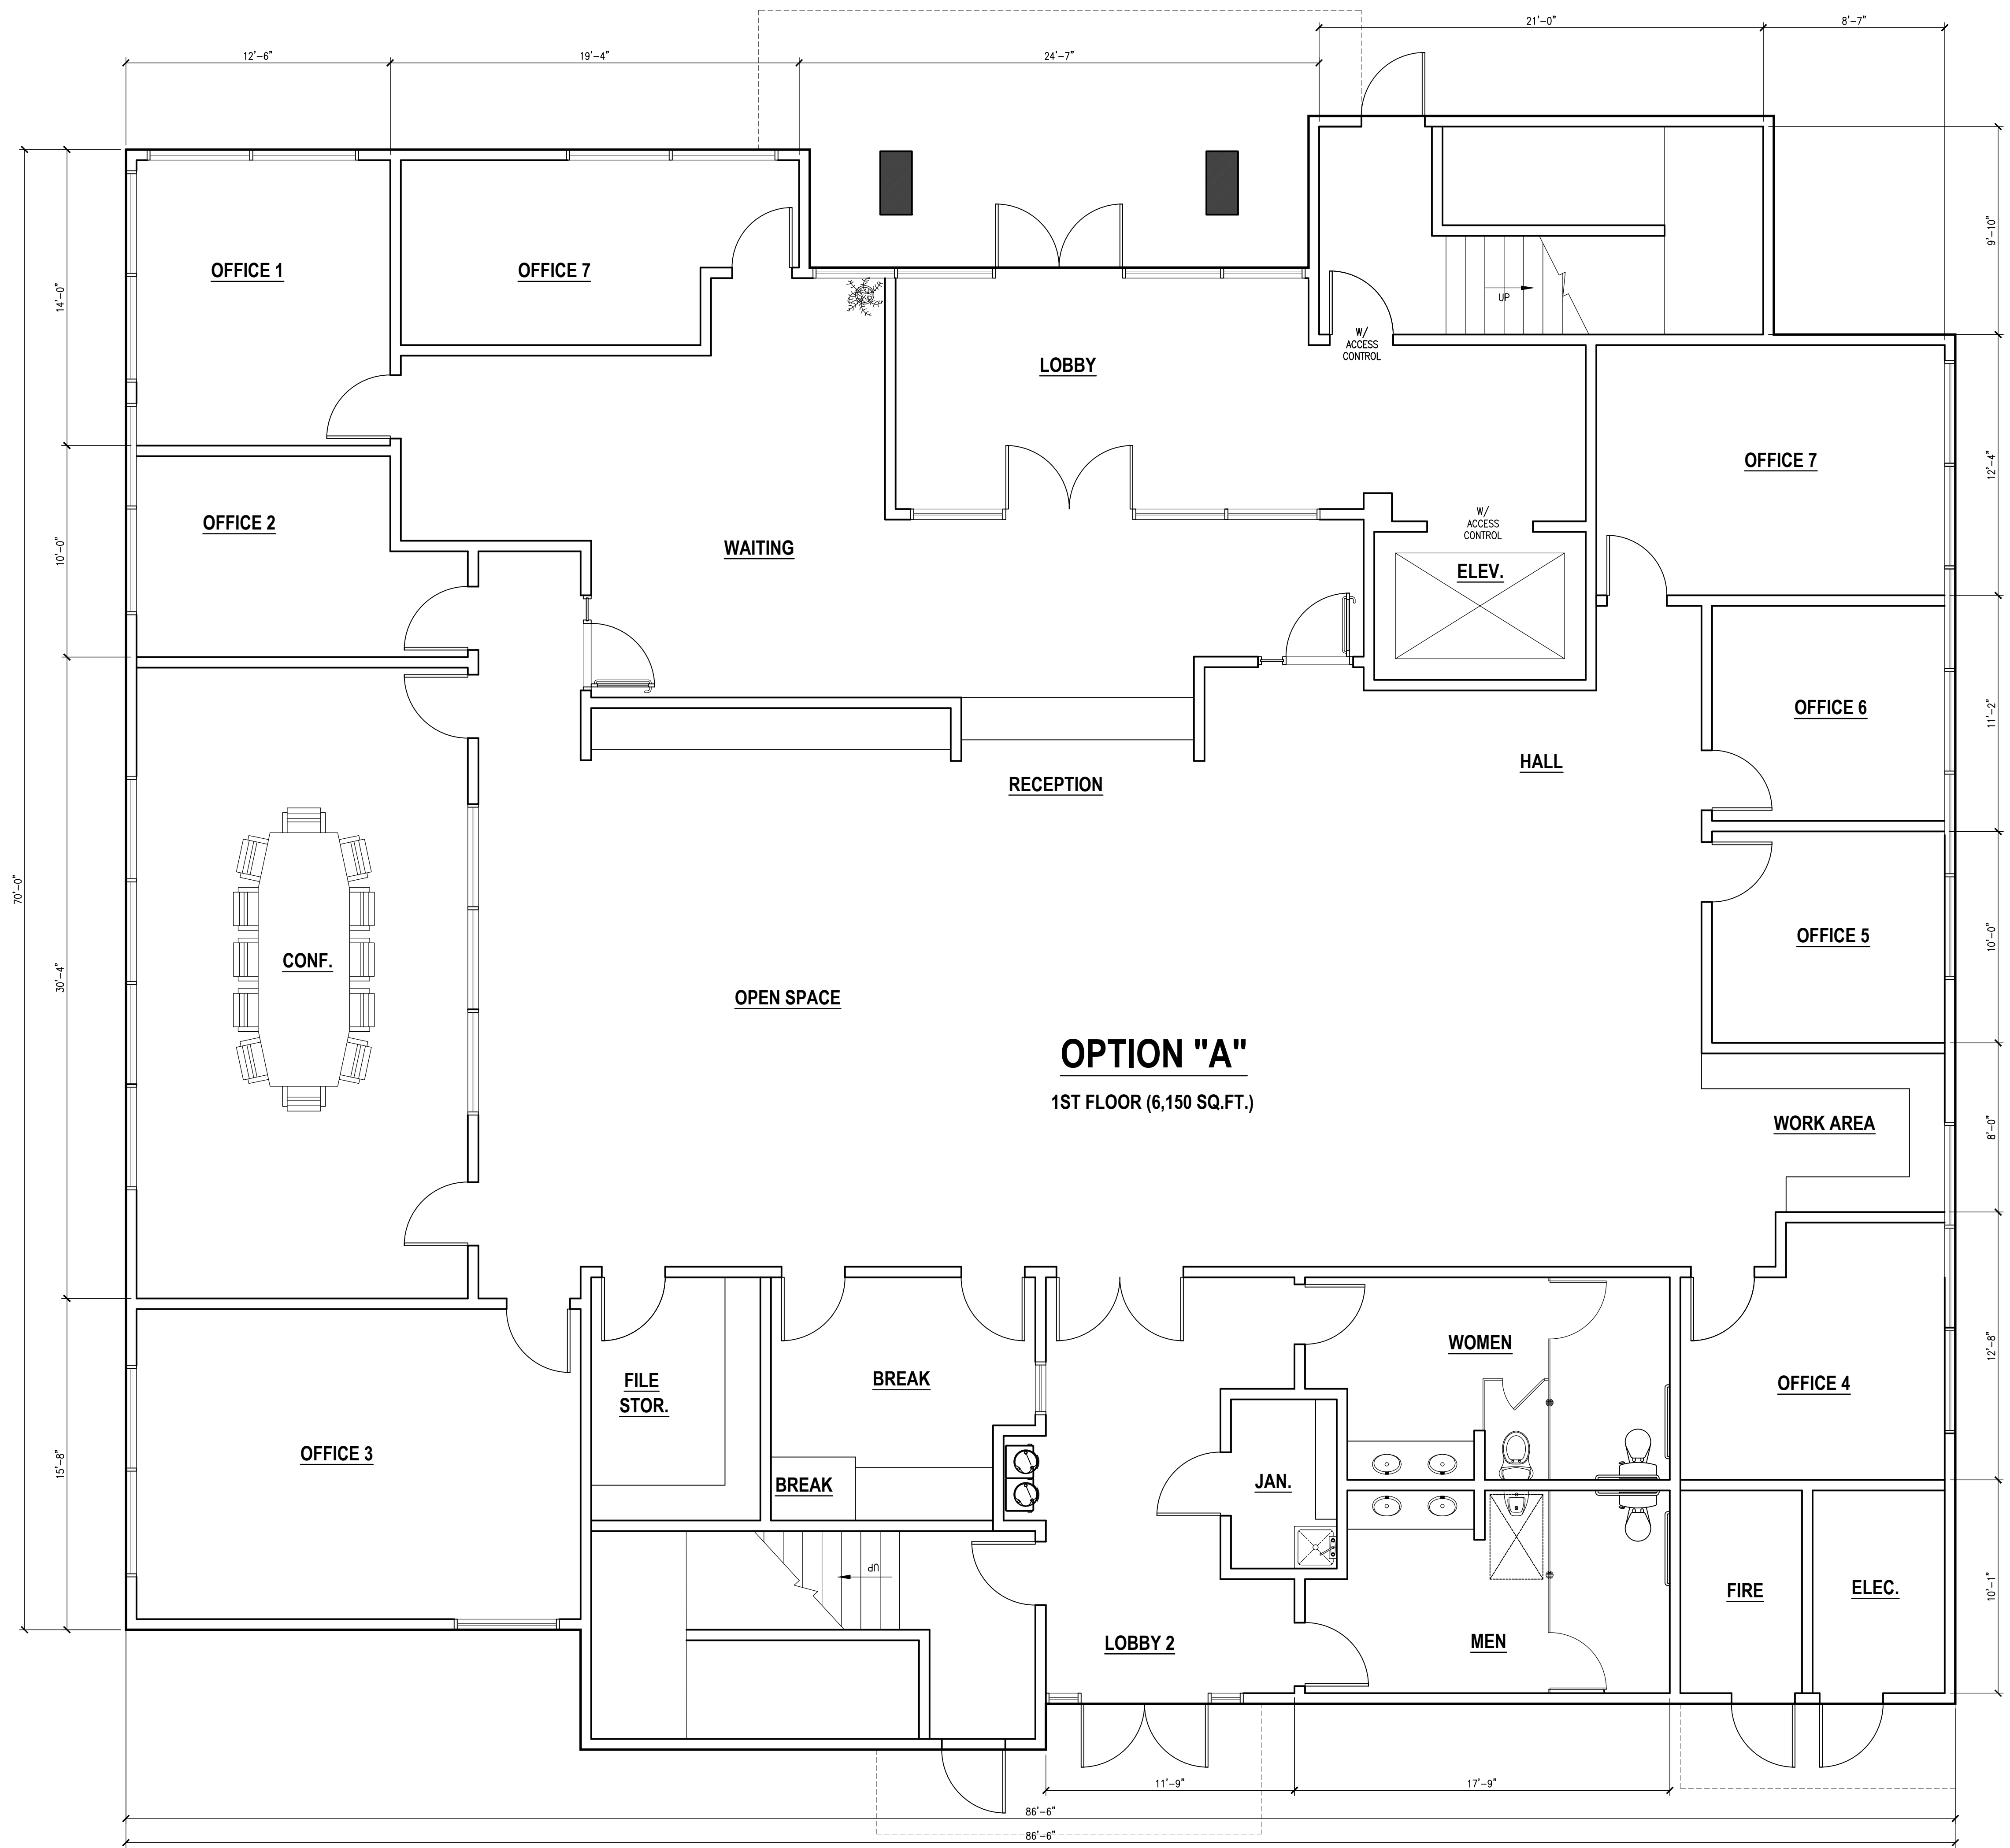 21'-0"
8'-7"
12'-6"
19'-4"
24'-7"
9'-10"
OFFICE 1
OFFICE 7
14'-0"
UP
W/
ACCESS
CONTROL
LOBBY
OFFICE 7
12'-4"
OFFICE 2
W/
ACCESS
CONTROL
10'-0"
WAITING
ELEV.
OFFICE 6
11'-2"
HALL
RECEPTION
70'-0"
OFFICE 5
10'-0"
CONF.
30'-4"
OPEN SPACE
OPTION "A"
1ST FLOOR (6,150 SQ.FT.)
WORK AREA
8'-0"
WOMEN
12'-8"
FILE
STOR.
BREAK
OFFICE 4
OFFICE 3
15'-8"
BREAK
JAN.
UP
FIRE
ELEC.
10'-1"
LOBBY 2
MEN
11'-9"
17'-9"
86'-6"
86'-6"